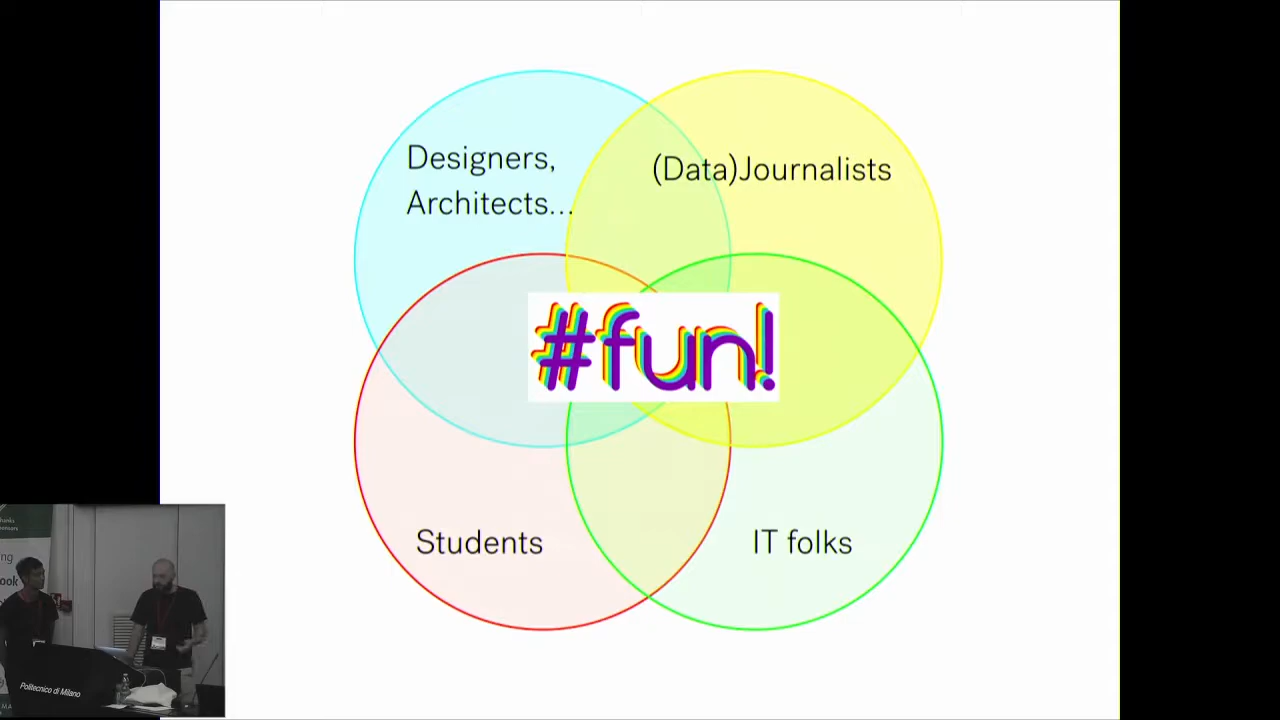 Designers,
Architects...
(Data)Journalists
#fun!
Students
IT folks
Politecnico di Milano